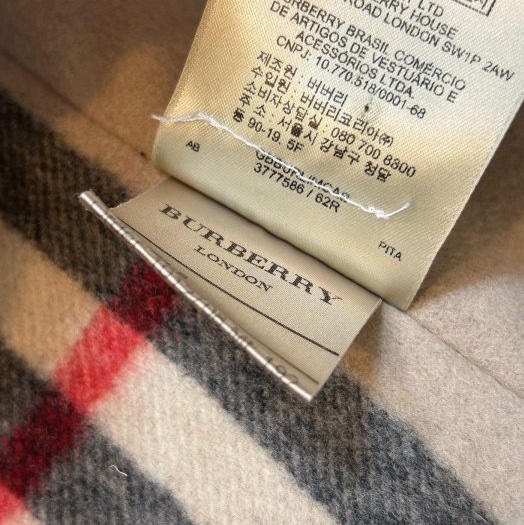 LTD
BURBERRY HOUSE
ROAD LONDON SW1P 2AW
BURBERRY BRASIL COMÉRCIO
DE ARTIGOS DE VESTUÁRIO E
ACESSÓRIOS LTDA.
CNPJ: 10.770.518/0001-68
제조원 : 버버리
수입원 : 버버리코리아㈜
소비자상담실: 080 700 8800
주 소 : 서울시 강남구 청담
90-19, 5F
AB
3777586 / 62R
PITA
BURBERRY
LONDON